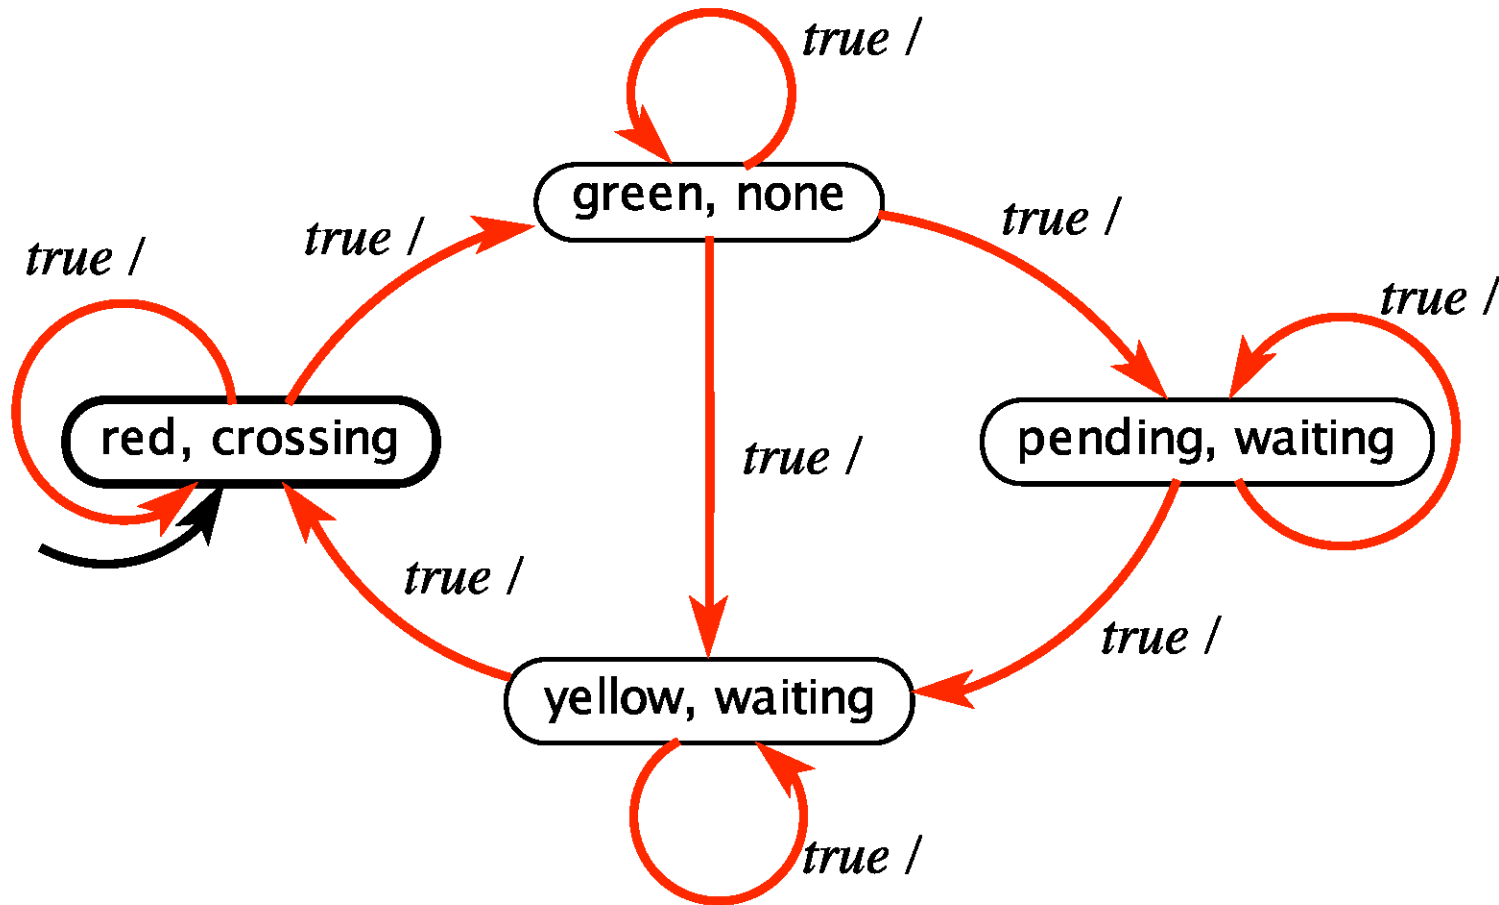 true /
green, none
true /
true /
true /
true /
red, crossing
pending, waiting
true /
true /
true /
yellow, waiting
true /